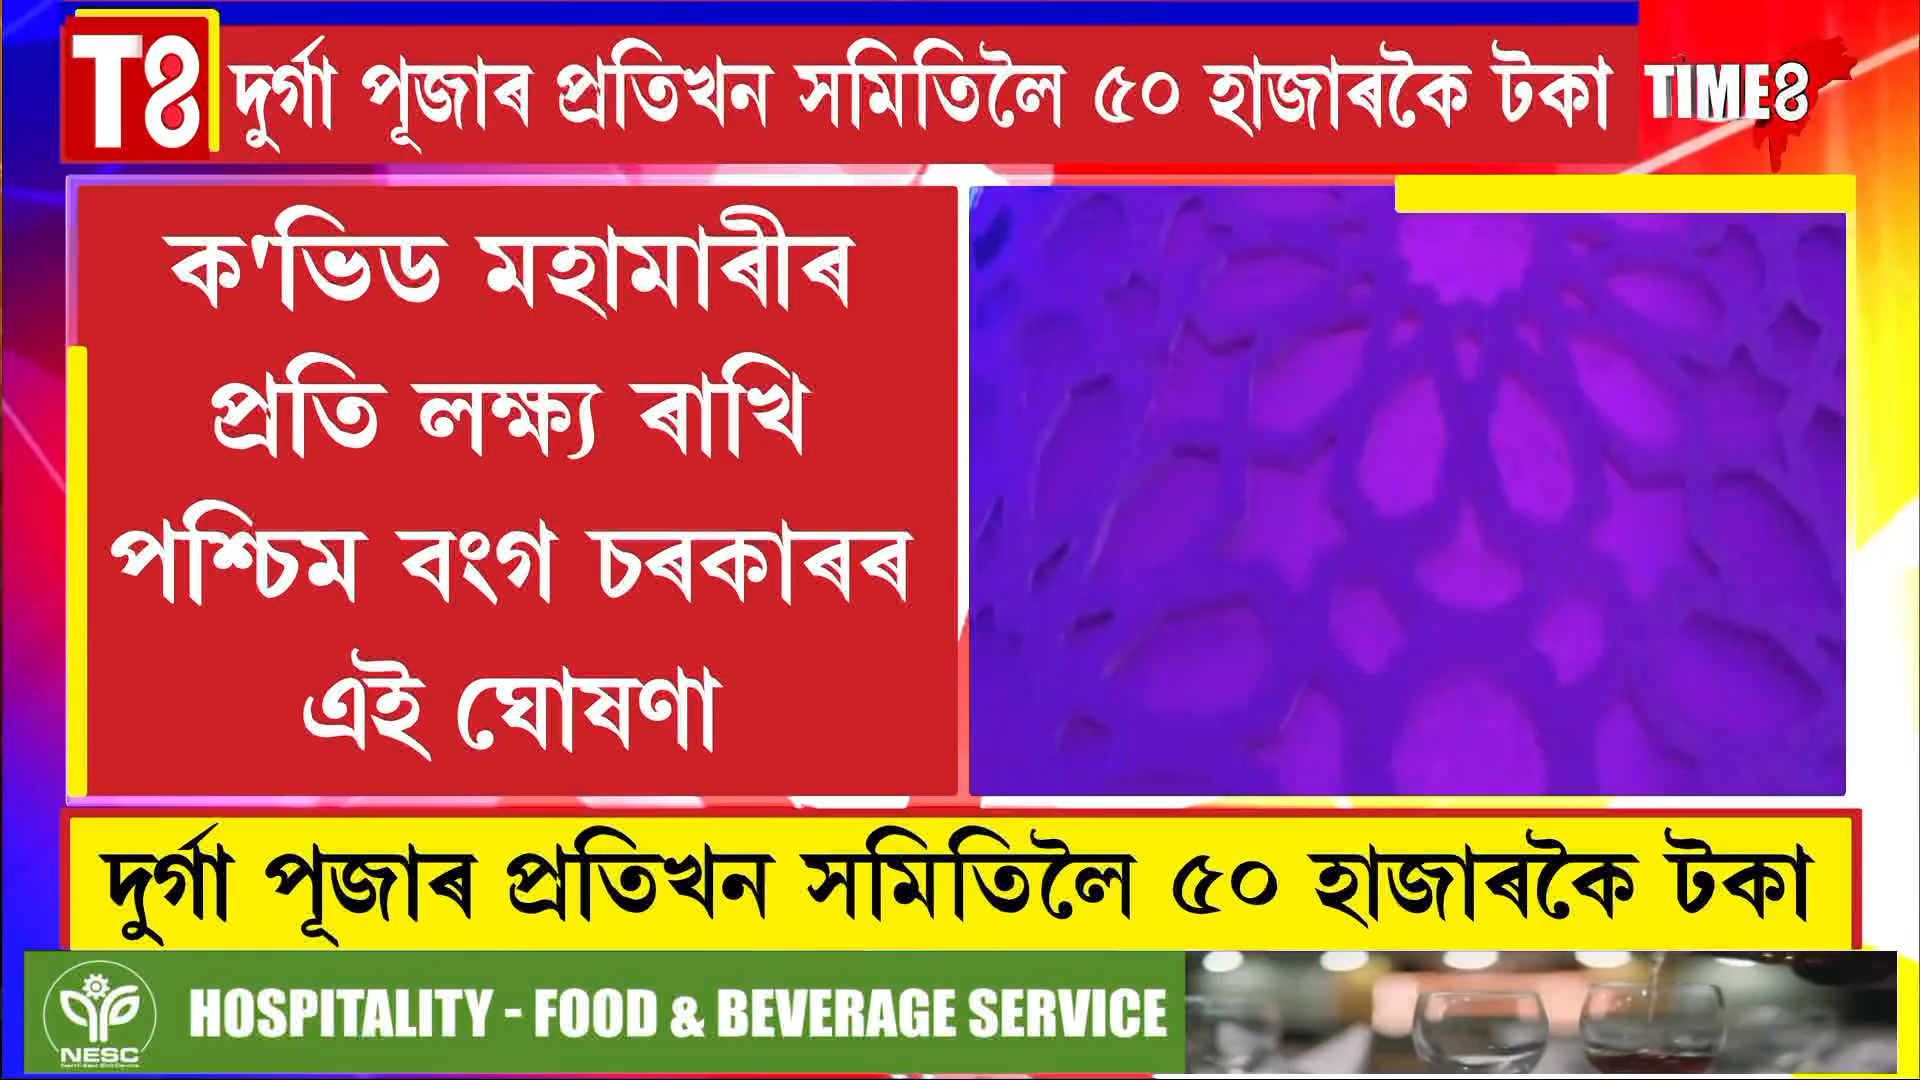 T8 দুৰ্গা পূজাৰ প্ৰতিখন সমিতিলৈ ৫০ হাজাৰকৈ টকা TIME8
ক'ভিড মহামাৰীৰ
প্ৰতি লক্ষ্য ৰাখি
পশ্চিম বংগ চৰকাৰৰ
এই ঘোষণা
দুৰ্গা পূজাৰ প্ৰতিখন সমিতিলৈ ৫০ হাজাৰকৈ টকা
HOSPITALITY - FOOD & BEVERAGE SERVICE
NESC